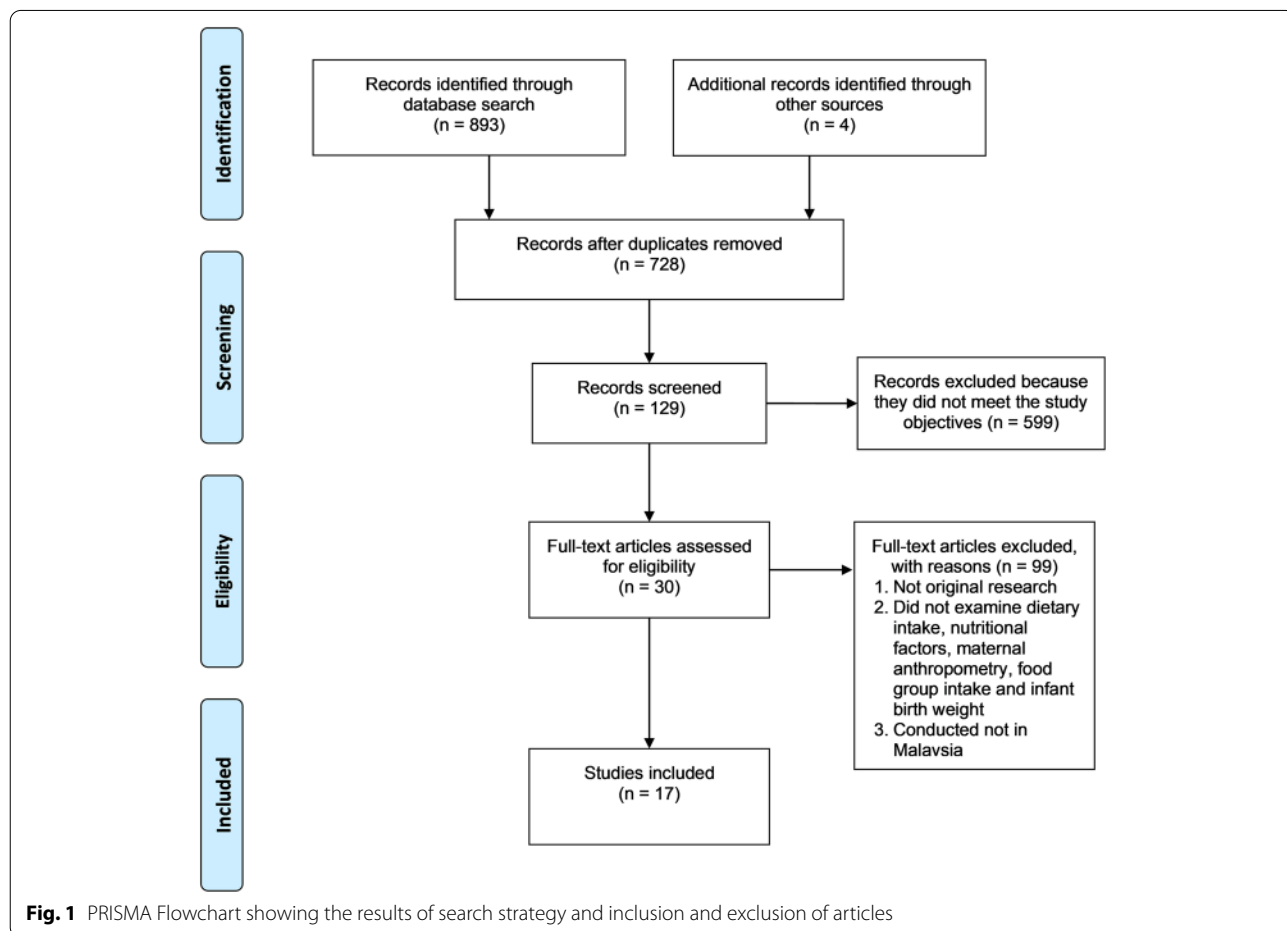 Identification
Records identified through
database search
(n = 893)
Additional records identified through
other sources
(n = 4)
Records after duplicates removed
(n = 728)
Screening
Records screened
(n = 129)
Records excluded because
they did not meet the study
objectives (n = 599)
Eligibility
Full-text articles assessed
for eligibility
(n = 30)
Full-text articles excluded,
with reasons (n = 99)
1. Not original research
2. Did not examine dietary
intake, nutritional
factors, maternal
anthropometry, food
group intake and infant
birth weight
3. Conducted not in
Malaysia
Included
Studies included
(n = 17)
Fig. 1 PRISMA Flowchart showing the results of search strategy and inclusion and exclusion of articles